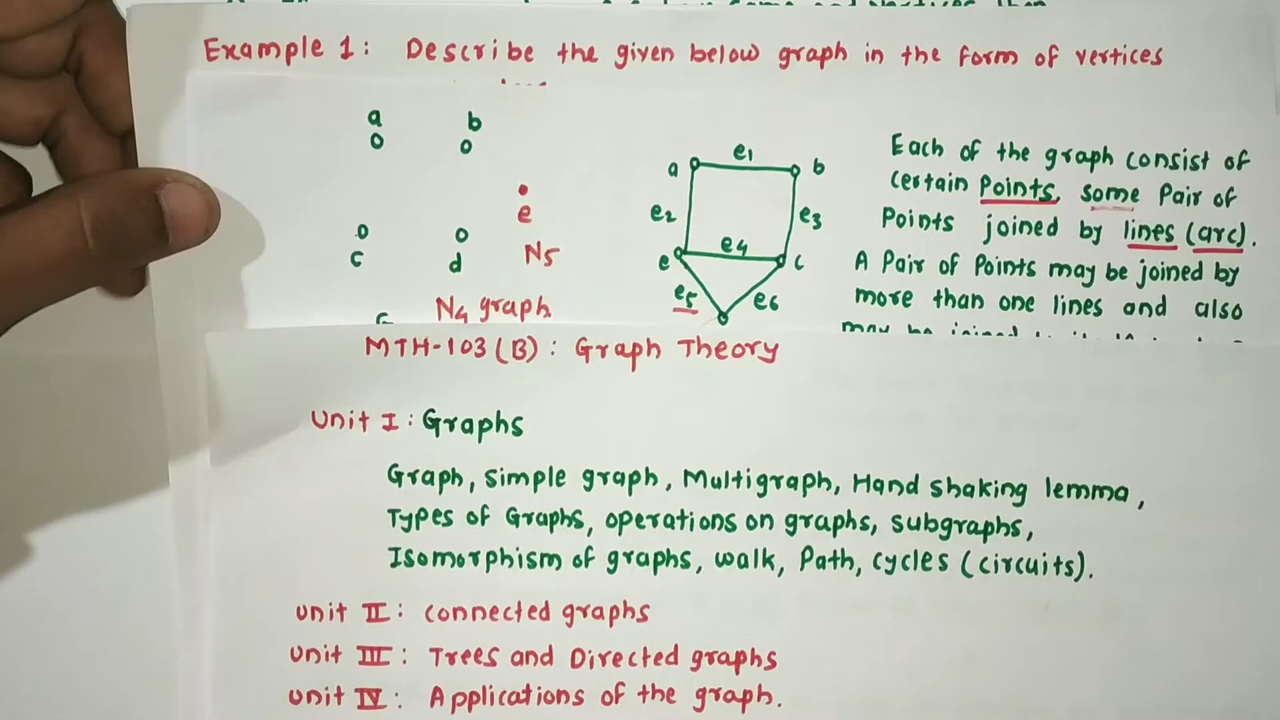 Example 1: Describe the given below graph in the form of vertices
a b
e
c d
N5
N4 graph
a e1 b
e2 e3
e e4 c
e5 e6
Each of the graph consist of
certain Points, some Pair of
Points joined by lines (arc).
A Pair of Points may be joined by
more than one lines and also
MTH-103(B): Graph Theory
Unit I: Graphs
Graph, Simple graph, Multigraph, Hand shaking lemma,
Types of Graphs, operations on graphs, subgraphs,
Isomorphism of graphs, walk, Path, cycles (circuits).
Unit II: connected graphs
Unit III: Trees and Directed graphs
Unit IV: Applications of the graph.